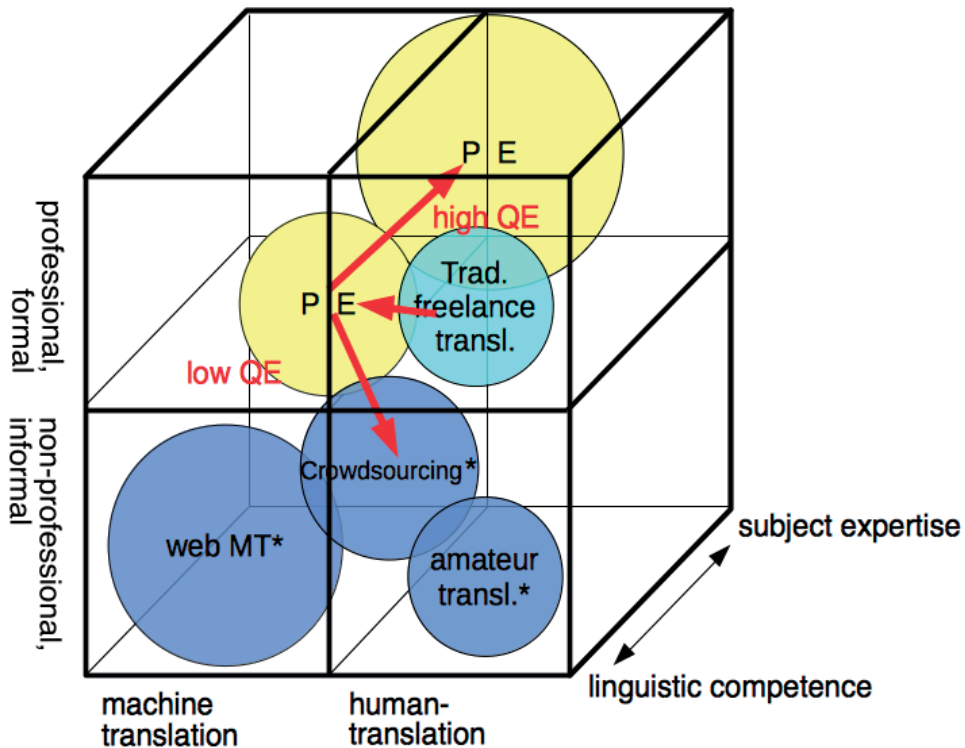 P E
high QE
Trad.
freelance
transl.
P E
low QE
Crowdsourcing*
web MT*
amateur
transl.*
professional,
formal
non-professional,
informal
subject expertise
linguistic competence
machine
translation
human-
translation